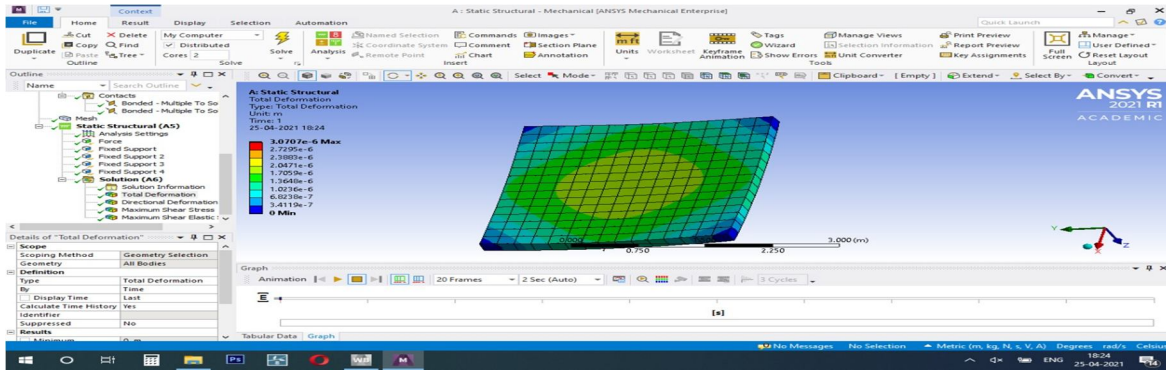 A : Static Structural - Mechanical [ANSYS Mechanical Enterprise]
Context
File Home Result Display Selection Automation
Quick Launch
Duplicate
Cut
Copy
Paste
Delete
Find
Tree
Outline
My Computer
Distributed
Cores 2
Solve
Solve
Analysis
Named Selection
Coordinate System
Remote Point
Commands
Comment
Chart
Images
Section Plane
Annotation
Insert
Units
Worksheet
Keyframe
Animation
Tags
Wizard
Show Errors
Manage Views
Selection Information
Unit Converter
Print Preview
Report Preview
Key Assignments
Tools
Full
Screen
Manage
User Defined
Reset Layout
Layout
Outline
Name Search Outline
Select Mode Clipboard [ Empty ] Extend Select By Convert
Contacts
Bonded - Multiple To So
Bonded - Multiple To So
Mesh
Static Structural (A5)
Analysis Settings
Force
Fixed Support
Fixed Support 2
Fixed Support 3
Fixed Support 4
Solution (A6)
Solution Information
Total Deformation
Directional Deformation
Maximum Shear Stress
Maximum Shear Elastic S
A: Static Structural
Total Deformation
Type: Total Deformation
Unit: m
Time: 1
25-04-2021 18:24
3.0707e-6 Max
2.7295e-6
2.3883e-6
2.0471e-6
1.7059e-6
1.3648e-6
1.0236e-6
6.8238e-7
3.4119e-7
0 Min
ANSYS
2021 R1
ACADEMIC
0.000 3.000 (m)
0.750 2.250
Y
Z
X
Details of "Total Deformation"
Scope
Scoping Method Geometry Selection
Geometry All Bodies
Definition
Type Total Deformation
By Time
Display Time Last
Calculate Time History Yes
Identifier
Suppressed No
Results
Minimum 0. m
Graph
Animation 20 Frames 2 Sec (Auto) 3 Cycles
[s]
Tabular Data Graph
No Messages No Selection Metric (m, kg, N, s, V, A) Degrees rad/s Celsius
Ps
WB
M
ENG
18:24
25-04-2021
14